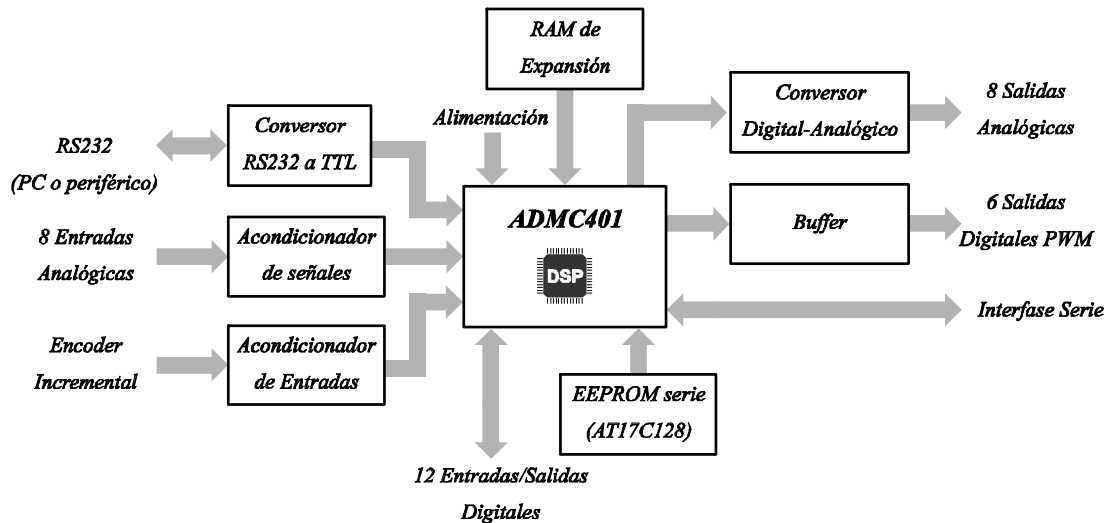 RAM de
Expansión
Alimentación
Conversor
Digital-Analógico
8 Salidas
Analógicas
RS232
(PC o periférico)
Conversor
RS232 a TTL
ADMC401
DSP
Buffer
6 Salidas
Digitales PWM
8 Entradas
Analógicas
Acondicionador
de señales
Interfase Serie
Encoder
Incremental
Acondicionador
de Entradas
EEPROM serie
(AT17C128)
12 Entradas/Salidas
Digitales